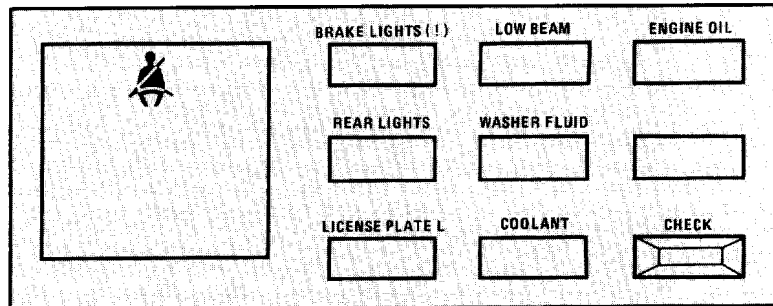 BRAKE LIGHTS (!) LOW BEAM ENGINE OIL
REAR LIGHTS WASHER FLUID
LICENSE PLATE L COOLANT CHECK